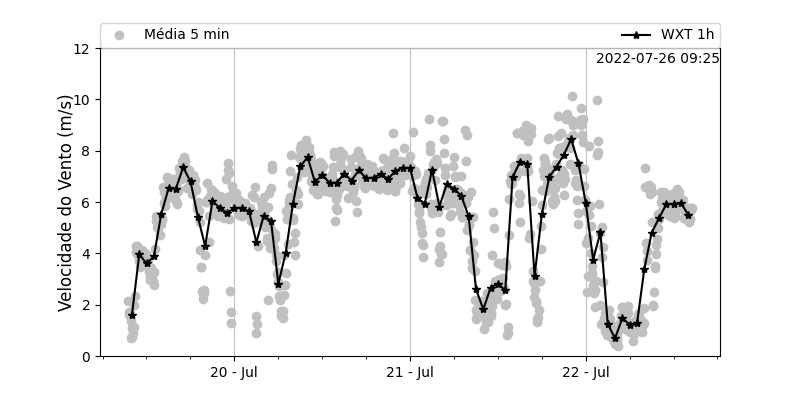 Média 5 min
WXT 1h
2022-07-26 09:25
Velocidade do Vento (m/s)
12
10
8
6
4
2
0
20 - Jul
21 - Jul
22 - Jul